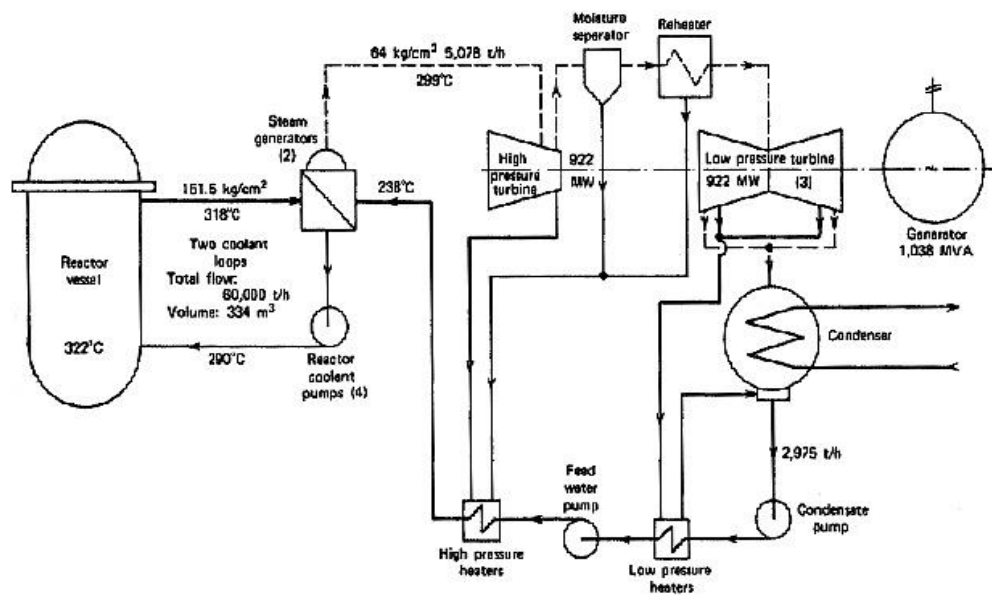 Moisture
separator
Reheater
64 kg/cm² 5,078 t/h
299°C
Steam
generators
(2)
High
pressure
turbine
922
MW
Low pressure turbine
922 MW (3)
Generator
1,038 MVA
151.5 kg/cm²
318°C
238°C
Reactor
vessel
322°C
Two coolant
loops
Total flow:
60,000 t/h
Volume: 334 m³
290°C
Reactor
coolant
pumps (4)
Condenser
2,975 t/h
Feed
water
pump
Condensate
pump
High pressure
heaters
Low pressure
heaters